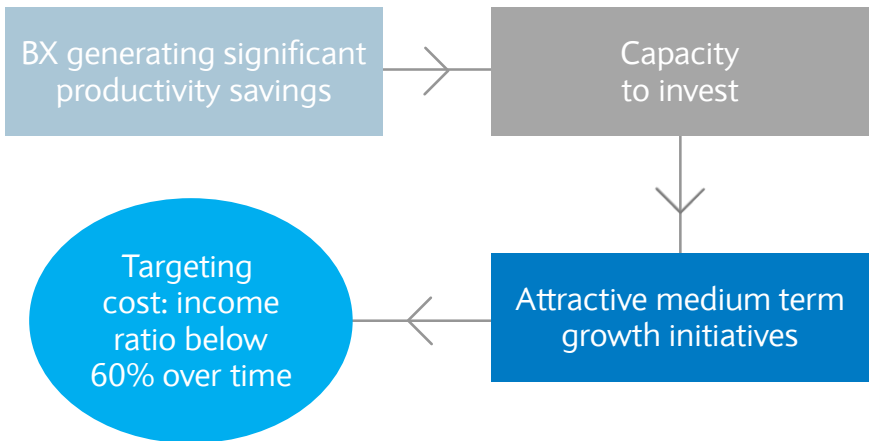 BX generating significant
productivity savings
Capacity
to invest
Attractive medium term
growth initiatives
Targeting
cost: income
ratio below
60% over time